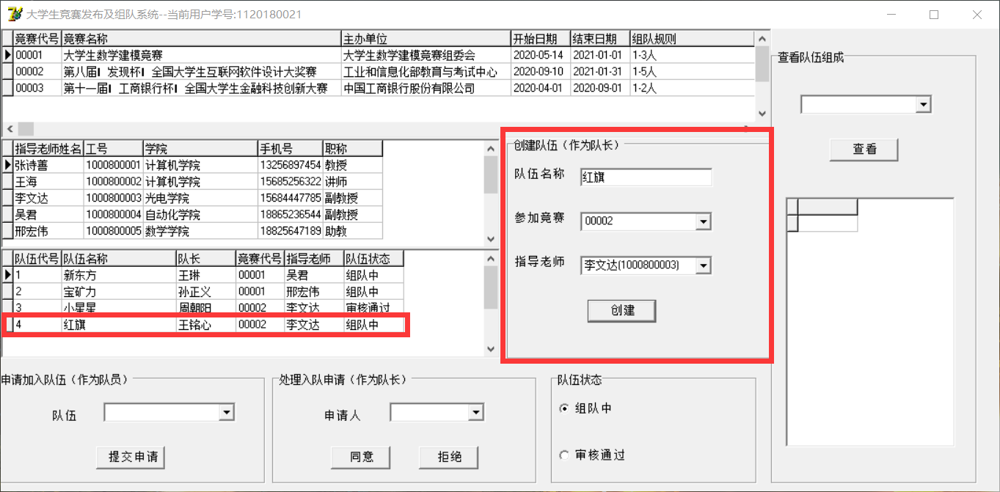 大学生竞赛发布及组队系统--当前用户学号:1120180021
竞赛代号 竞赛名称 主办单位 开始日期 结束日期 组队规则
00001 大学生数学建模竞赛 大学生数学建模竞赛组委会 2020-05-14 2021-01-01 1-3人
00002 第八届 发现杯 全国大学生互联网软件设计大奖赛 工业和信息化部教育与考试中心 2020-09-10 2021-01-31 1-5人
00003 第十一届 工商银行杯 全国大学生金融科技创新大赛 中国工商银行股份有限公司 2020-04-01 2020-09-01 1-2人
指导老师姓名 工号 学院 手机号 职称
张诗蕾 1000800001 计算机学院 13256897454 教授
王海 1000800002 计算机学院 15685256322 讲师
李文达 1000800003 光电学院 15684447785 副教授
吴君 1000800004 自动化学院 18865236544 副教授
邢宏伟 1000800005 数学学院 18825647189 助教
队伍代号 队伍名称 队长 竞赛代号 指导老师 队伍状态
1 新东方 王琳 00001 吴君 组队中
2 宝矿力 孙正义 00001 邢宏伟 组队中
3 小星星 周朝阳 00002 李文达 审核通过
4 红旗 王铭心 00002 李文达 组队中
创建队伍（作为队长）
队伍名称 红旗
参加竞赛 00002
指导老师 李文达(1000800003)
创建
查看队伍组成
查看
申请加入队伍（作为队员）
队伍
提交申请
处理入队申请（作为队长）
申请人
同意 拒绝
队伍状态
组队中
审核通过